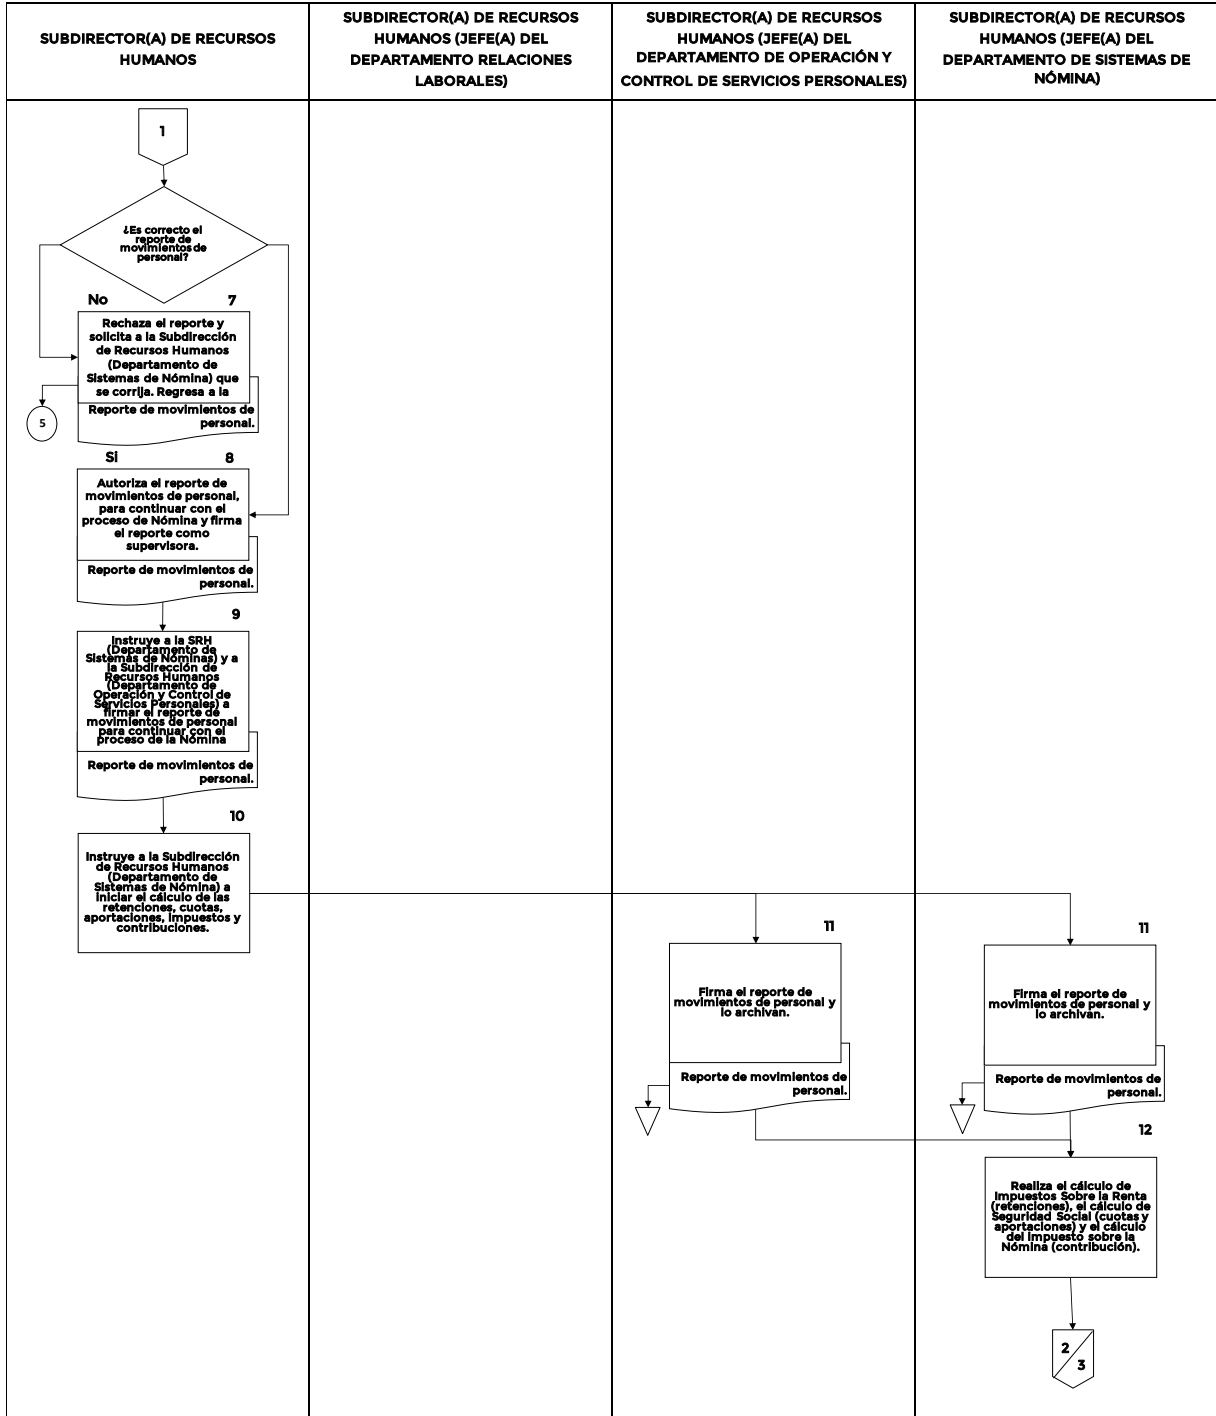 SUBDIRECTOR(A) DE RECURSOS
HUMANOS
SUBDIRECTOR(A) DE RECURSOS
HUMANOS (JEFE(A) DEL
DEPARTAMENTO RELACIONES
LABORALES)
SUBDIRECTOR(A) DE RECURSOS
HUMANOS (JEFE(A) DEL
DEPARTAMENTO DE OPERACIÓN Y
CONTROL DE SERVICIOS PERSONALES)
SUBDIRECTOR(A) DE RECURSOS
HUMANOS (JEFE(A) DEL
DEPARTAMENTO DE SISTEMAS DE
NÓMINA)
1
¿Es correcto el
reporte de
movimientos de
personal?
No
7
Rechaza el reporte y
solicita a la Subdirección
de Recursos Humanos
(Departamento de
Sistemas de Nómina) que
se corrija. Regresa a la
Reporte de movimientos de
personal.
5
Si
8
Autoriza el reporte de
movimientos de personal,
para continuar con el
proceso de Nómina y firma
el reporte como
supervisora.
Reporte de movimientos de
personal.
9
Instruye a la SRH
(Departamento de
Sistemas de Nóminas) y a
la Subdirección de
Recursos Humanos
(Departamento de
Operación y Control de
Servicios Personales) a
firmar el reporte de
movimientos de personal
para continuar con el
proceso de la Nómina
Reporte de movimientos de
personal.
10
Instruye a la Subdirección
de Recursos Humanos
(Departamento de
Sistemas de Nómina) a
iniciar el cálculo de las
retenciones, cuotas,
aportaciones, impuestos y
contribuciones.
11
Firma el reporte de
movimientos de personal y
lo archivan.
Reporte de movimientos de
personal.
11
Firma el reporte de
movimientos de personal y
lo archivan.
Reporte de movimientos de
personal.
12
Realiza el cálculo de
Impuestos Sobre la Renta
(retenciones), el cálculo de
Seguridad Social (cuotas y
aportaciones) y el cálculo
del impuesto sobre la
Nómina (contribución).
2
3